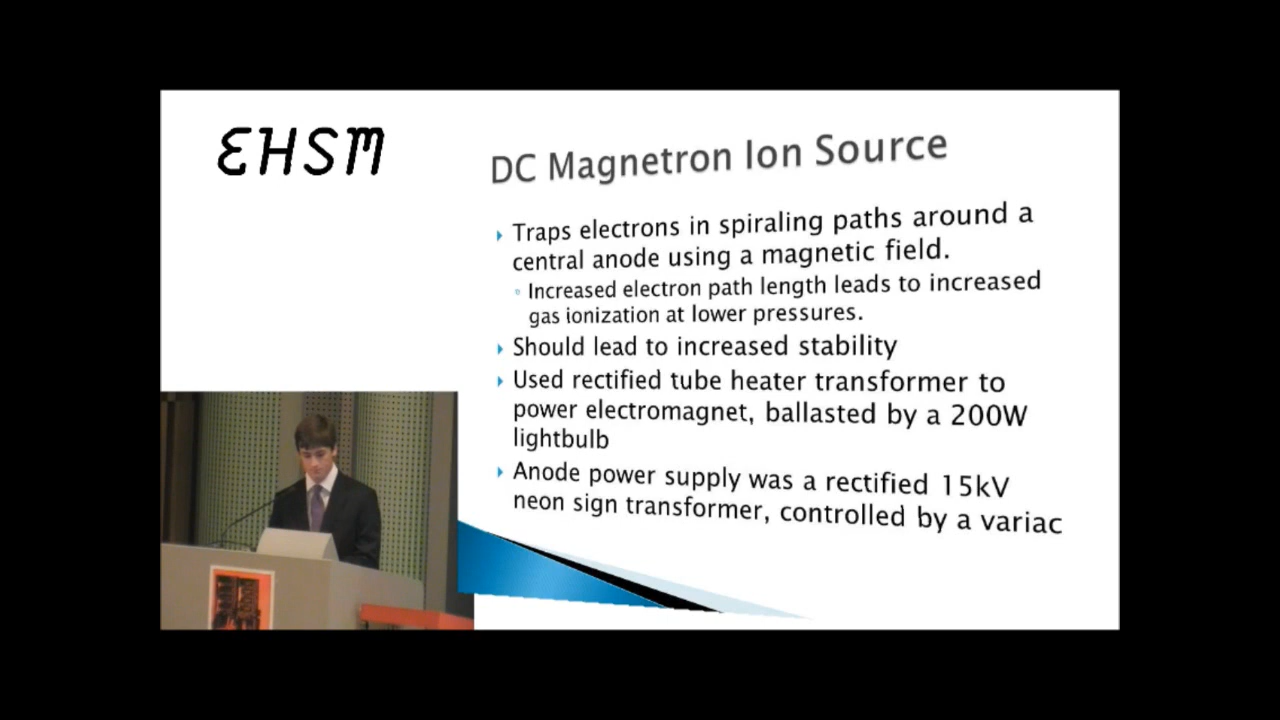 EHSM
DC Magnetron Ion Source
Traps electrons in spiraling paths around a
central anode using a magnetic field.
Increased electron path length leads to increased
gas ionization at lower pressures.
Should lead to increased stability
Used rectified tube heater transformer to
power electromagnet, ballasted by a 200W
lightbulb
Anode power supply was a rectified 15kV
neon sign transformer, controlled by a variac